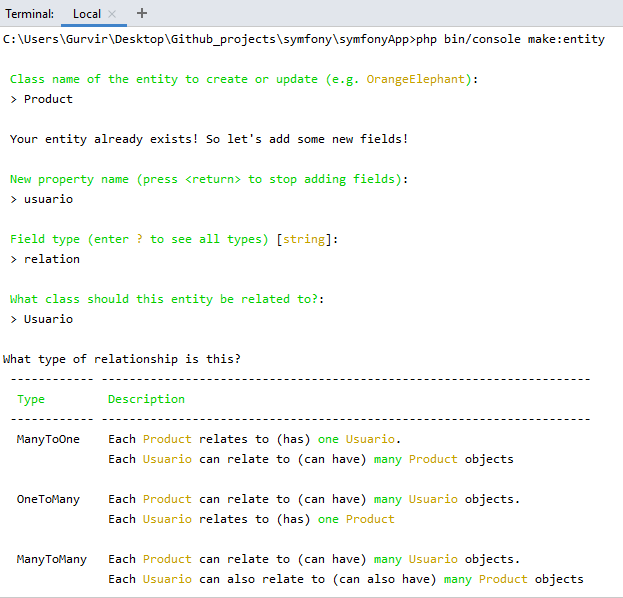 Terminal: Local × +
C:\Users\Gurvir\Desktop\Github_projects\symfony\symfonyApp>php bin/console make:entity
Class name of the entity to create or update (e.g. OrangeElephant):
> Product
Your entity already exists! So let's add some new fields!
New property name (press <return> to stop adding fields):
> usuario
Field type (enter ? to see all types) [string]:
> relation
What class should this entity be related to?:
> Usuario
What type of relationship is this?
------------ ----------------------------------------------------------------------
Type Description
------------ ----------------------------------------------------------------------
ManyToOne Each Product relates to (has) one Usuario.
Each Usuario can relate to (can have) many Product objects
OneToMany Each Product can relate to (can have) many Usuario objects.
Each Usuario relates to (has) one Product
ManyToMany Each Product can relate to (can have) many Usuario objects.
Each Usuario can also relate to (can also have) many Product objects